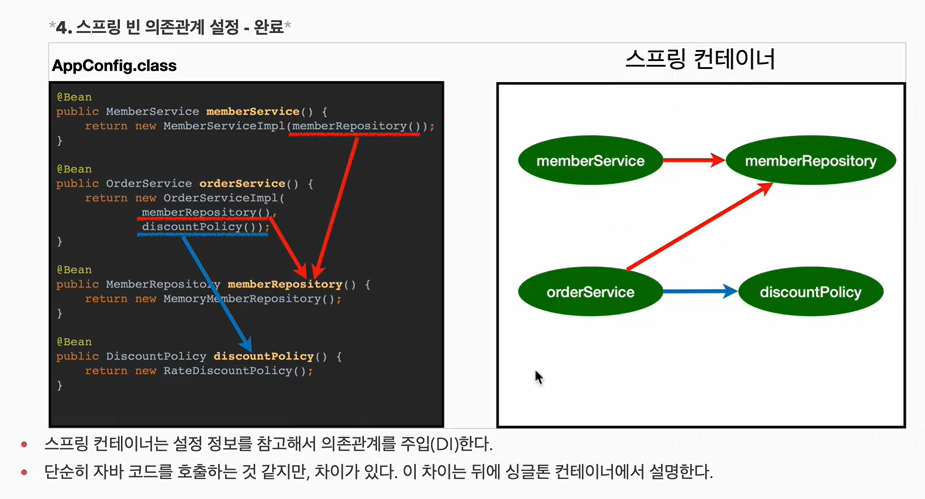 *4. 스프링 빈 의존관계 설정 - 완료*
AppConfig.class
@Bean
public MemberService memberService() {
return new MemberServiceImpl(memberRepository());
}
@Bean
public OrderService orderService() {
return new OrderServiceImpl(
memberRepository(),
discountPolicy());
}
@Bean
public MemberRepository memberRepository() {
return new MemoryMemberRepository();
}
@Bean
public DiscountPolicy discountPolicy() {
return new RateDiscountPolicy();
}
스프링 컨테이너
memberService
memberRepository
orderService
discountPolicy
• 스프링 컨테이너는 설정 정보를 참고해서 의존관계를 주입(DI)한다.
• 단순히 자바 코드를 호출하는 것 같지만, 차이가 있다. 이 차이는 뒤에 싱글톤 컨테이너에서 설명한다.